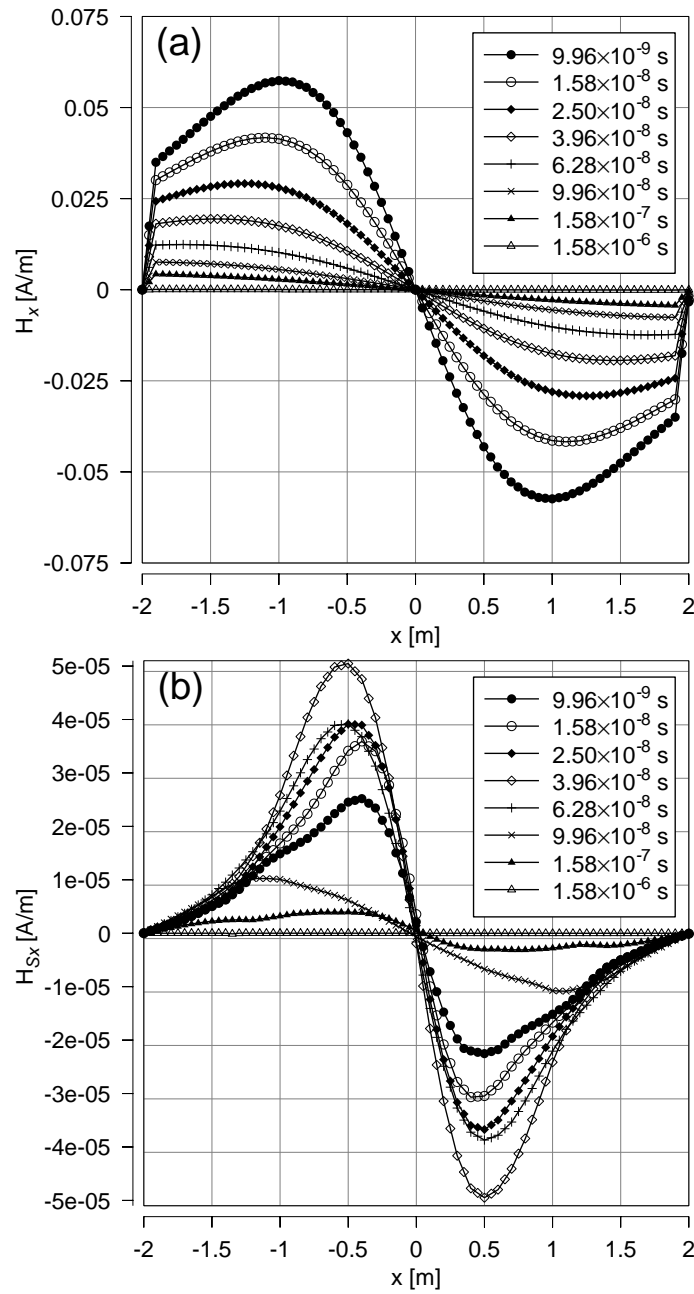 (a)
9.96×10⁻⁹ s
1.58×10⁻⁸ s
2.50×10⁻⁸ s
3.96×10⁻⁸ s
6.28×10⁻⁸ s
9.96×10⁻⁸ s
1.58×10⁻⁷ s
1.58×10⁻⁶ s
0.075
0.05
0.025
0
-0.025
-0.05
-0.075
Hx [A/m]
-2 -1.5 -1 -0.5 0 0.5 1 1.5 2
x [m]
(b)
9.96×10⁻⁹ s
1.58×10⁻⁸ s
2.50×10⁻⁸ s
3.96×10⁻⁸ s
6.28×10⁻⁸ s
9.96×10⁻⁸ s
1.58×10⁻⁷ s
1.58×10⁻⁶ s
5e-05
4e-05
3e-05
2e-05
1e-05
0
-1e-05
-2e-05
-3e-05
-4e-05
-5e-05
HSx [A/m]
-2 -1.5 -1 -0.5 0 0.5 1 1.5 2
x [m]